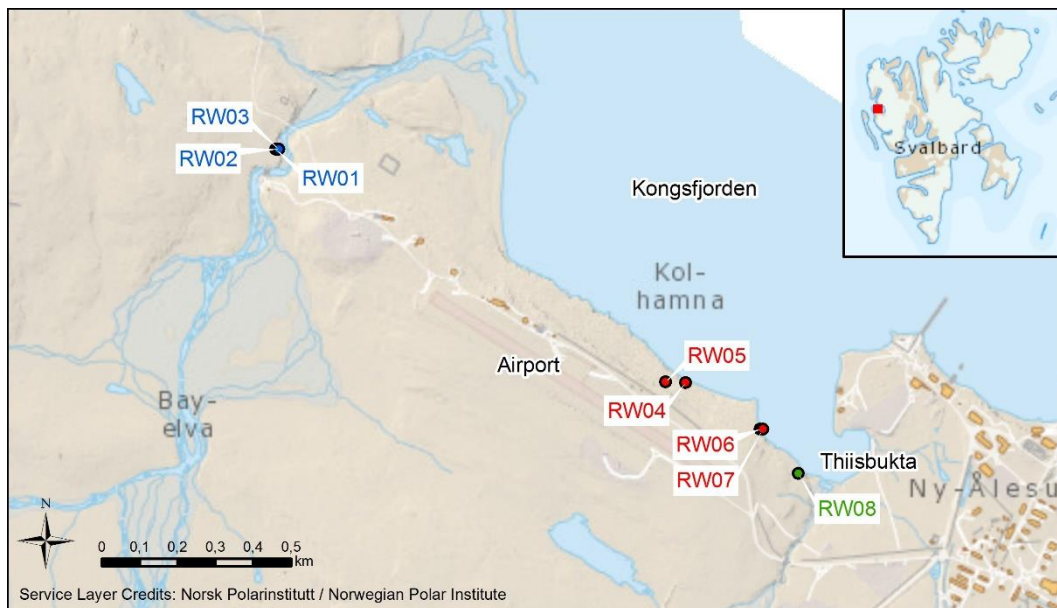 RW03
RW02
RW01
Svalbard
Kongsfjorden
Kol-
hamna
RW05
Airport
RW04
Bay-
elva
RW06
RW07
Thiisbukta
Ny-Ålesu
RW08
N
0 0,1 0,2 0,3 0,4 0,5
km
Service Layer Credits: Norsk Polarinstitutt / Norwegian Polar Institute